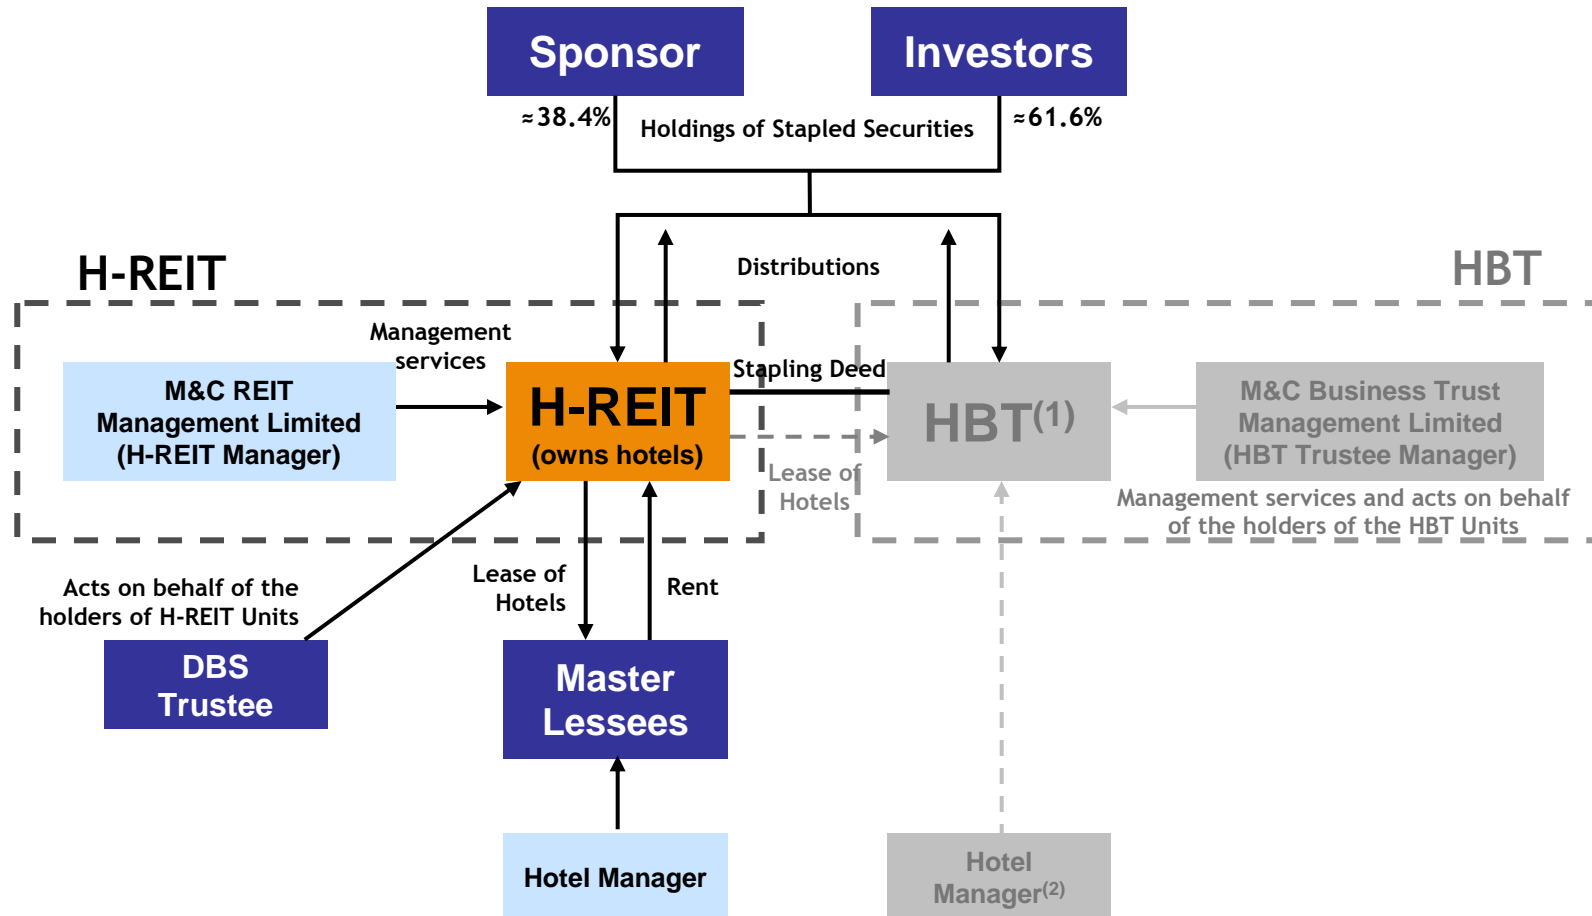 Sponsor
Investors
≈38.4%
Holdings of Stapled Securities
≈61.6%
H-REIT
Distributions
HBT
Management
services
M&C REIT
Management Limited
(H-REIT Manager)
H-REIT
(owns hotels)
Stapling Deed
HBT(1)
M&C Business Trust
Management Limited
(HBT Trustee Manager)
Lease of
Hotels
Management services and acts on behalf
of the holders of the HBT Units
Acts on behalf of the
holders of H-REIT Units
Lease of
Hotels
Rent
DBS
Trustee
Master
Lessees
Hotel Manager
Hotel
Manager(2)